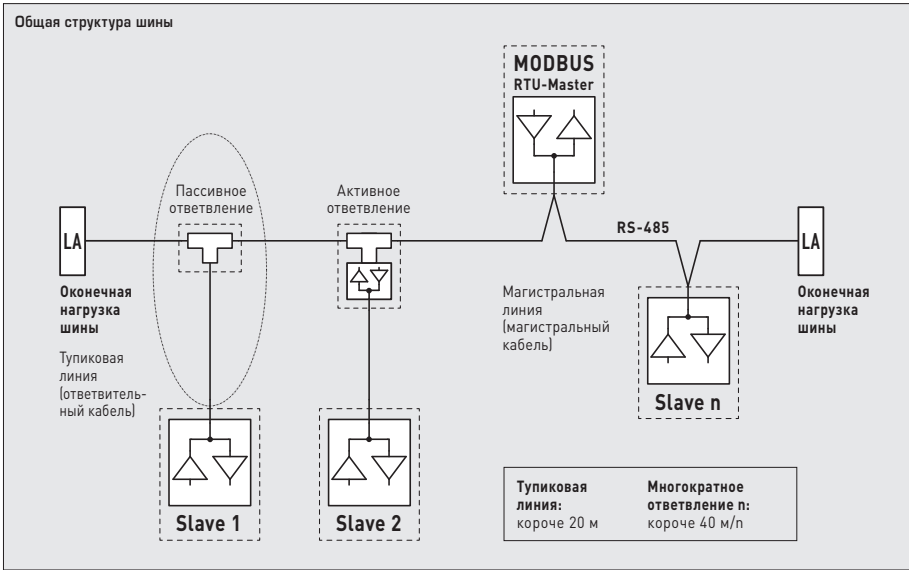 Общая структура шины
MODBUS
RTU-Master
Пассивное
ответвление
Активное
ответвление
LA
RS-485
LA
Оконечная
нагрузка
шины
Магистральная
линия
(магистральный
кабель)
Оконечная
нагрузка
шины
Тупиковая
линия
(ответвитель-
ный кабель)
Slave n
Slave 1
Slave 2
Тупиковая
линия:
короче 20 м
Многократное
ответвление n:
короче 40 м/n